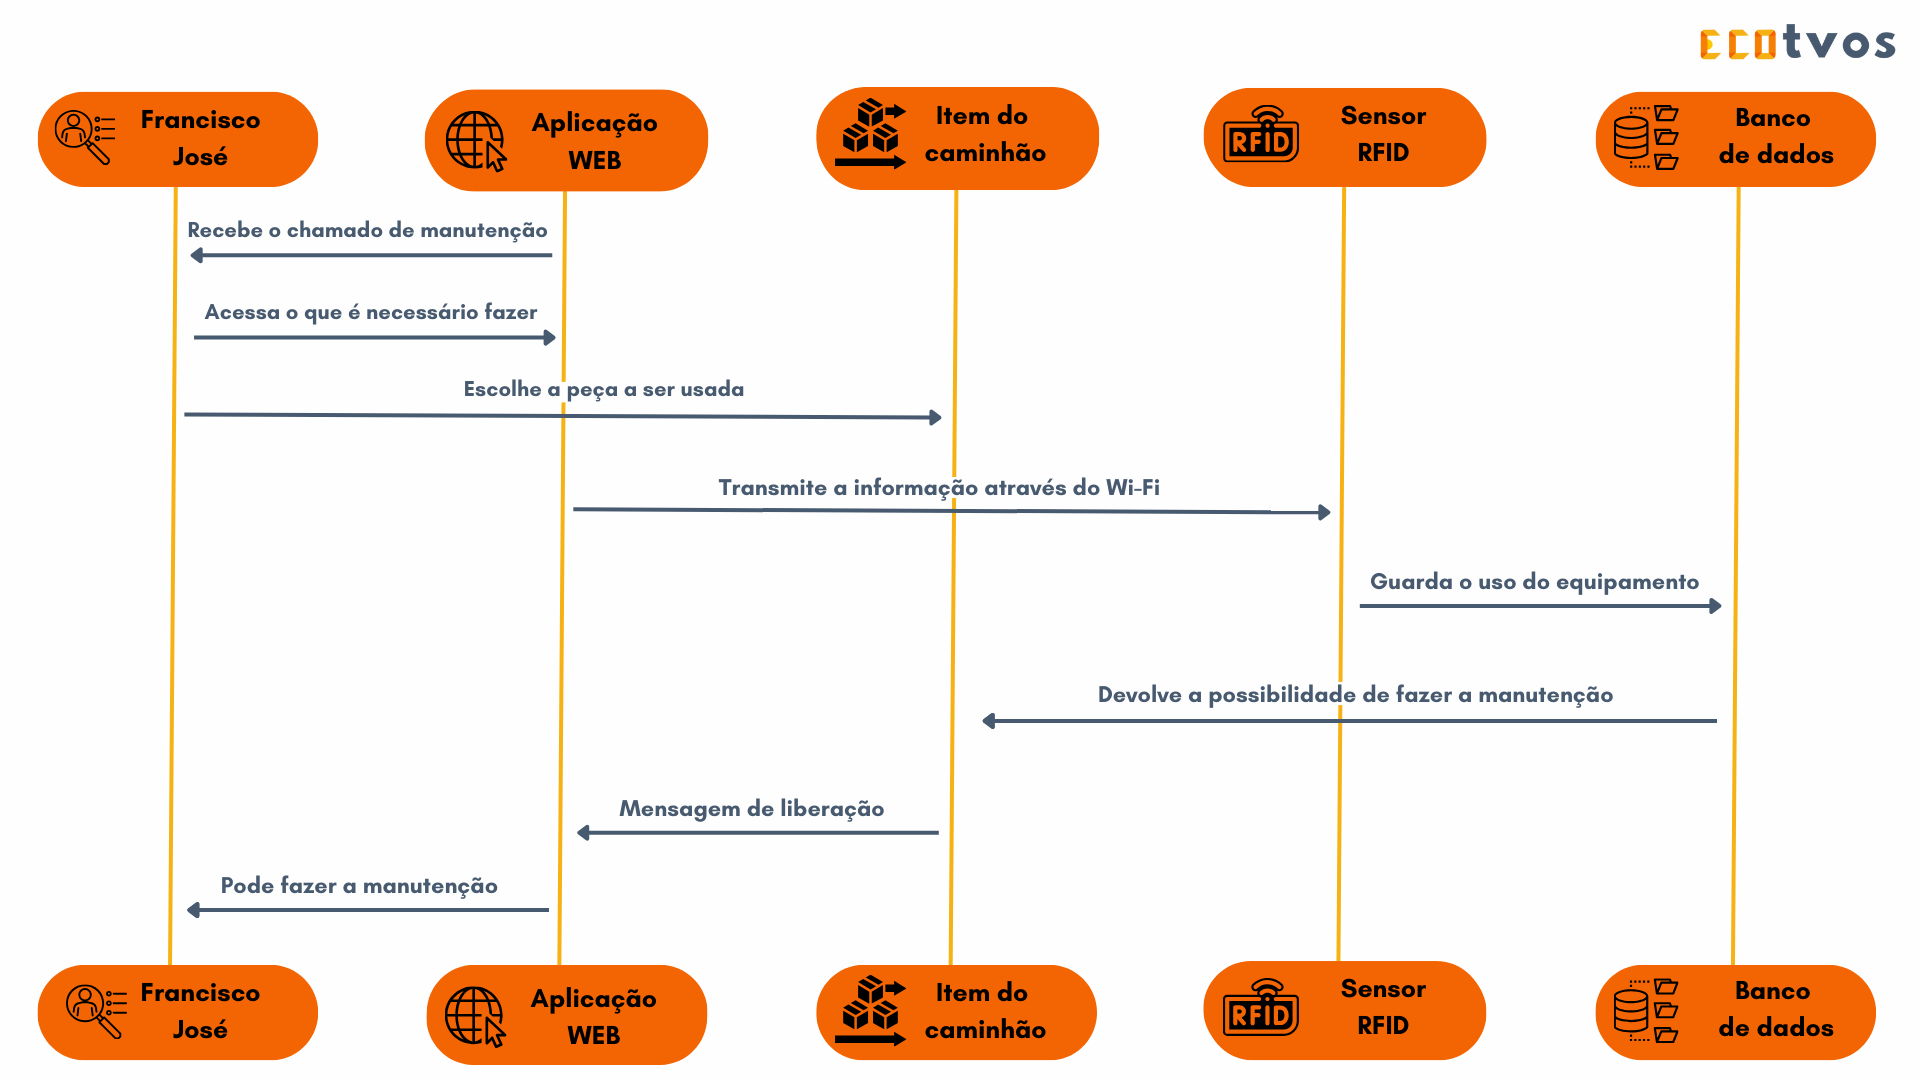 ECOtvos
Francisco
José
Aplicação
WEB
Item do
caminhão
Sensor
RFID
RFiD
Banco
de dados
Recebe o chamado de manutenção
Acessa o que é necessário fazer
Escolhe a peça a ser usada
Transmite a informação através do Wi-Fi
Guarda o uso do equipamento
Devolve a possibilidade de fazer a manutenção
Mensagem de liberação
Pode fazer a manutenção
Francisco
José
Aplicação
WEB
Item do
caminhão
Sensor
RFID
RFiD
Banco
de dados